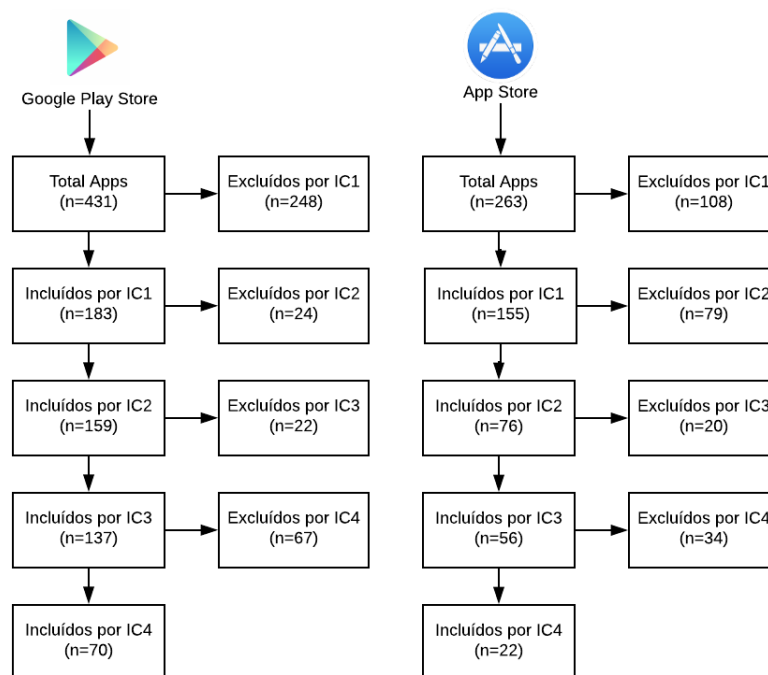 Google Play Store
Total Apps
(n=431)
Excluídos por IC1
(n=248)
Incluídos por IC1
(n=183)
Excluídos por IC2
(n=24)
Incluídos por IC2
(n=159)
Excluídos por IC3
(n=22)
Incluídos por IC3
(n=137)
Excluídos por IC4
(n=67)
Incluídos por IC4
(n=70)
App Store
Total Apps
(n=263)
Excluídos por IC1
(n=108)
Incluídos por IC1
(n=155)
Excluídos por IC2
(n=79)
Incluídos por IC2
(n=76)
Excluídos por IC3
(n=20)
Incluídos por IC3
(n=56)
Excluídos por IC4
(n=34)
Incluídos por IC4
(n=22)